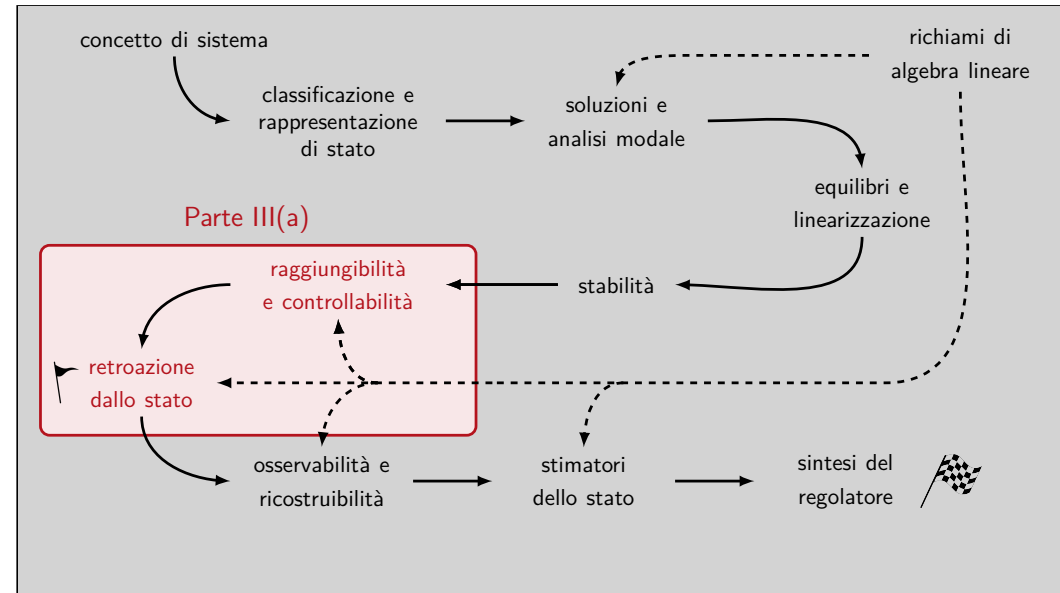 concetto di sistema
richiami di
algebra lineare
classificazione e
rappresentazione
di stato
soluzioni e
analisi modale
equilibri e
linearizzazione
Parte III(a)
raggiungibilità
e controllabilità
stabilità
retroazione
dallo stato
osservabilità e
ricostruibilità
stimatori
dello stato
sintesi del
regolatore